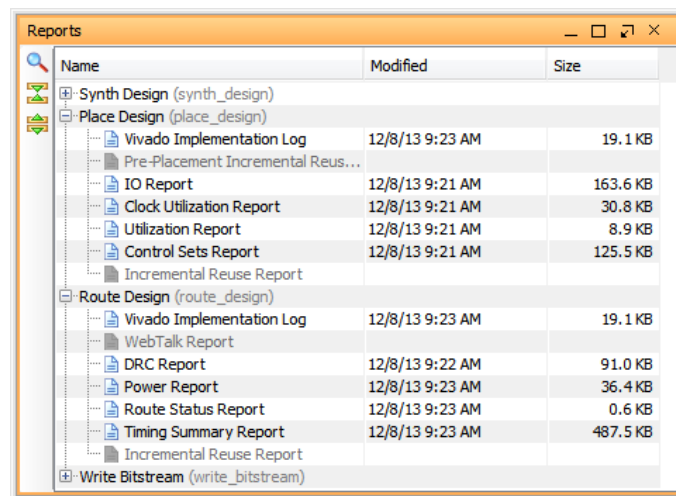 Reports
Name Modified Size
Synth Design (synth_design)
Place Design (place_design)
Vivado Implementation Log 12/8/13 9:23 AM 19.1 KB
Pre-Placement Incremental Reus...
IO Report 12/8/13 9:21 AM 163.6 KB
Clock Utilization Report 12/8/13 9:21 AM 30.8 KB
Utilization Report 12/8/13 9:21 AM 8.9 KB
Control Sets Report 12/8/13 9:21 AM 125.5 KB
Incremental Reuse Report
Route Design (route_design)
Vivado Implementation Log 12/8/13 9:23 AM 19.1 KB
WebTalk Report
DRC Report 12/8/13 9:22 AM 91.0 KB
Power Report 12/8/13 9:23 AM 36.4 KB
Route Status Report 12/8/13 9:23 AM 0.6 KB
Timing Summary Report 12/8/13 9:23 AM 487.5 KB
Incremental Reuse Report
Write Bitstream (write_bitstream)